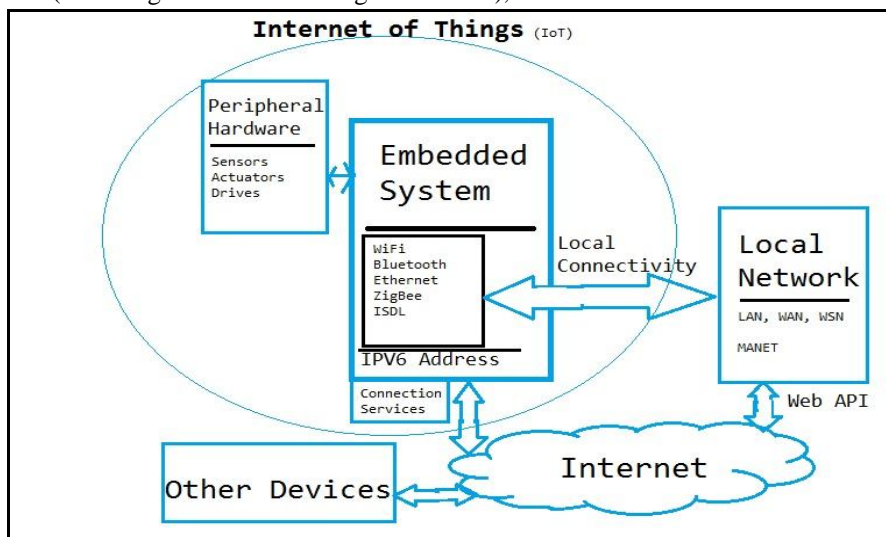 Internet of Things (IoT)
Peripheral
Hardware
Sensors
Actuators
Drives
Embedded
System
WiFi
Bluetooth
Ethernet
ZigBee
ISDL
IPV6 Address
Connection
Services
Local
Connectivity
Local
Network
LAN, WAN, WSN
MANET
Web API
Internet
Other Devices